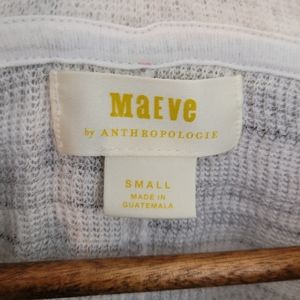 MaEve
by ANTHROPOLOGIE
SMALL
MADE IN
GUATEMALA